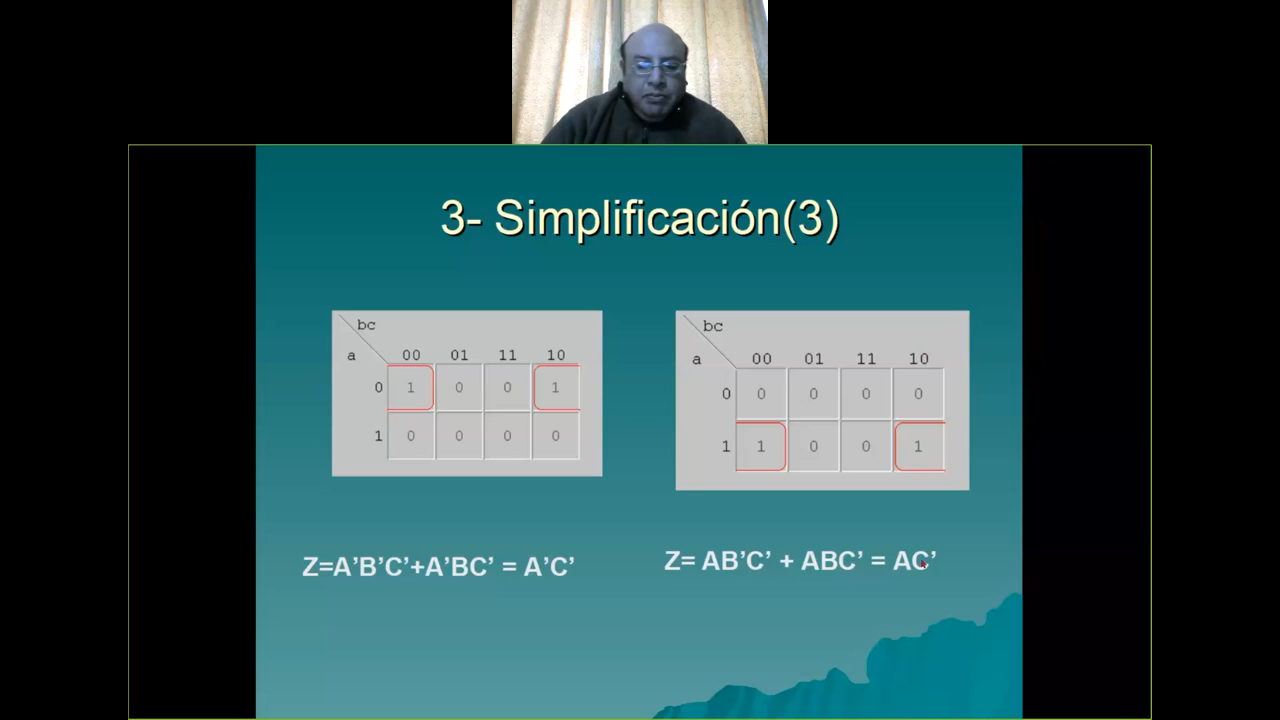 3- Simplificación(3)
bc
a 00 01 11 10
0 1 0 0 1
1 0 0 0 0
bc
a 00 01 11 10
0 0 0 0 0
1 1 0 0 1
Z=A’B’C’+A’BC’ = A’C’
Z= AB’C’ + ABC’ = AC’